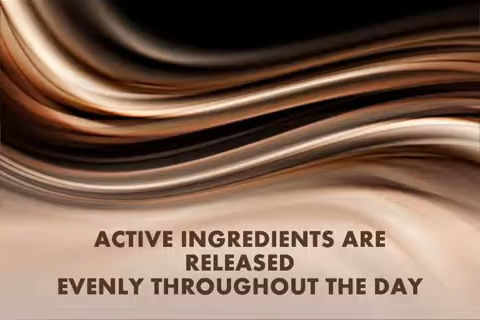 ACTIVE INGREDIENTS ARE
RELEASED
EVENLY THROUGHOUT THE DAY